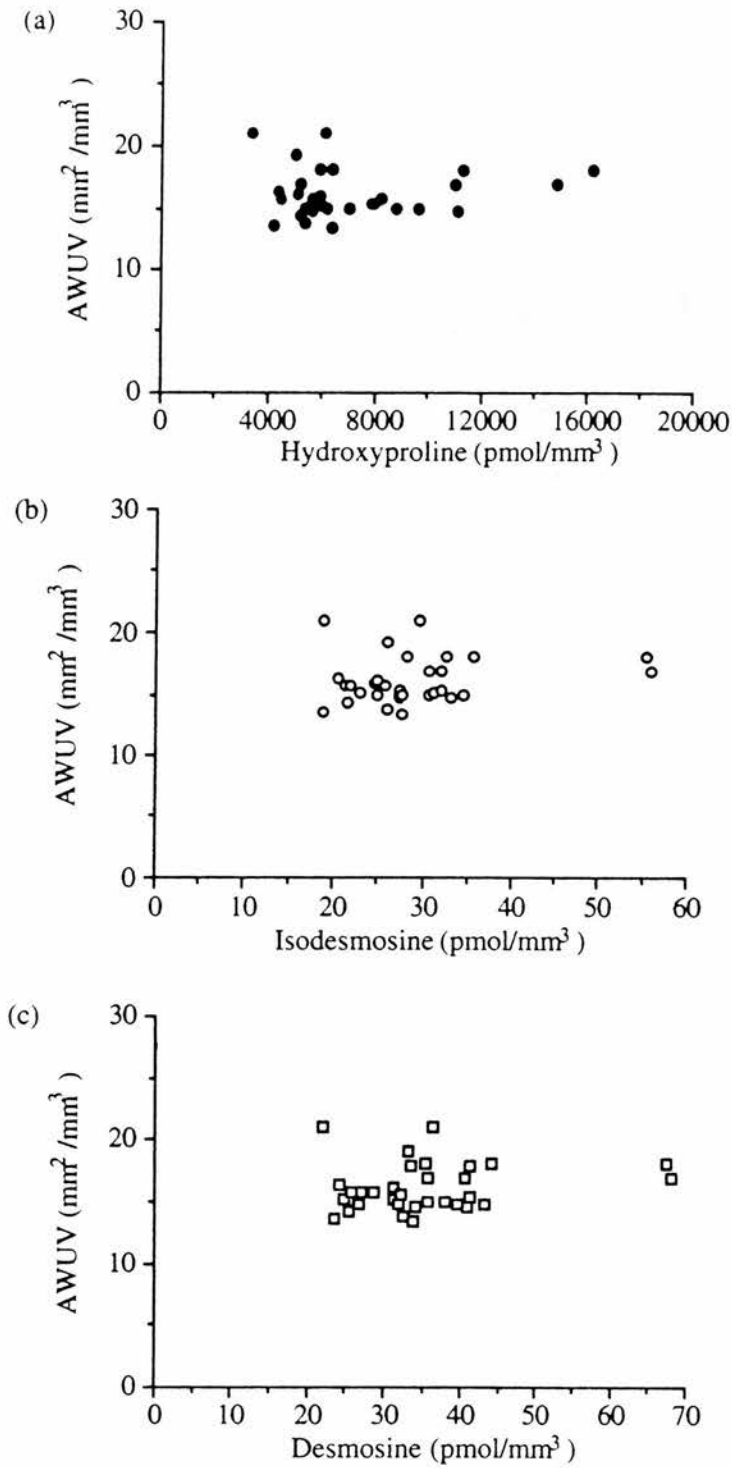 (a)
30
20
10
0
AWUV (mm² /mm³)
0 4000 8000 12000 16000 20000
Hydroxyproline (pmol/mm³ )
(b)
30
20
10
0
AWUV (mm² /mm³)
0 10 20 30 40 50 60
Isodesmosine (pmol/mm³ )
(c)
30
20
10
0
AWUV (mm² /mm³)
0 10 20 30 40 50 60 70
Desmosine (pmol/mm³ )